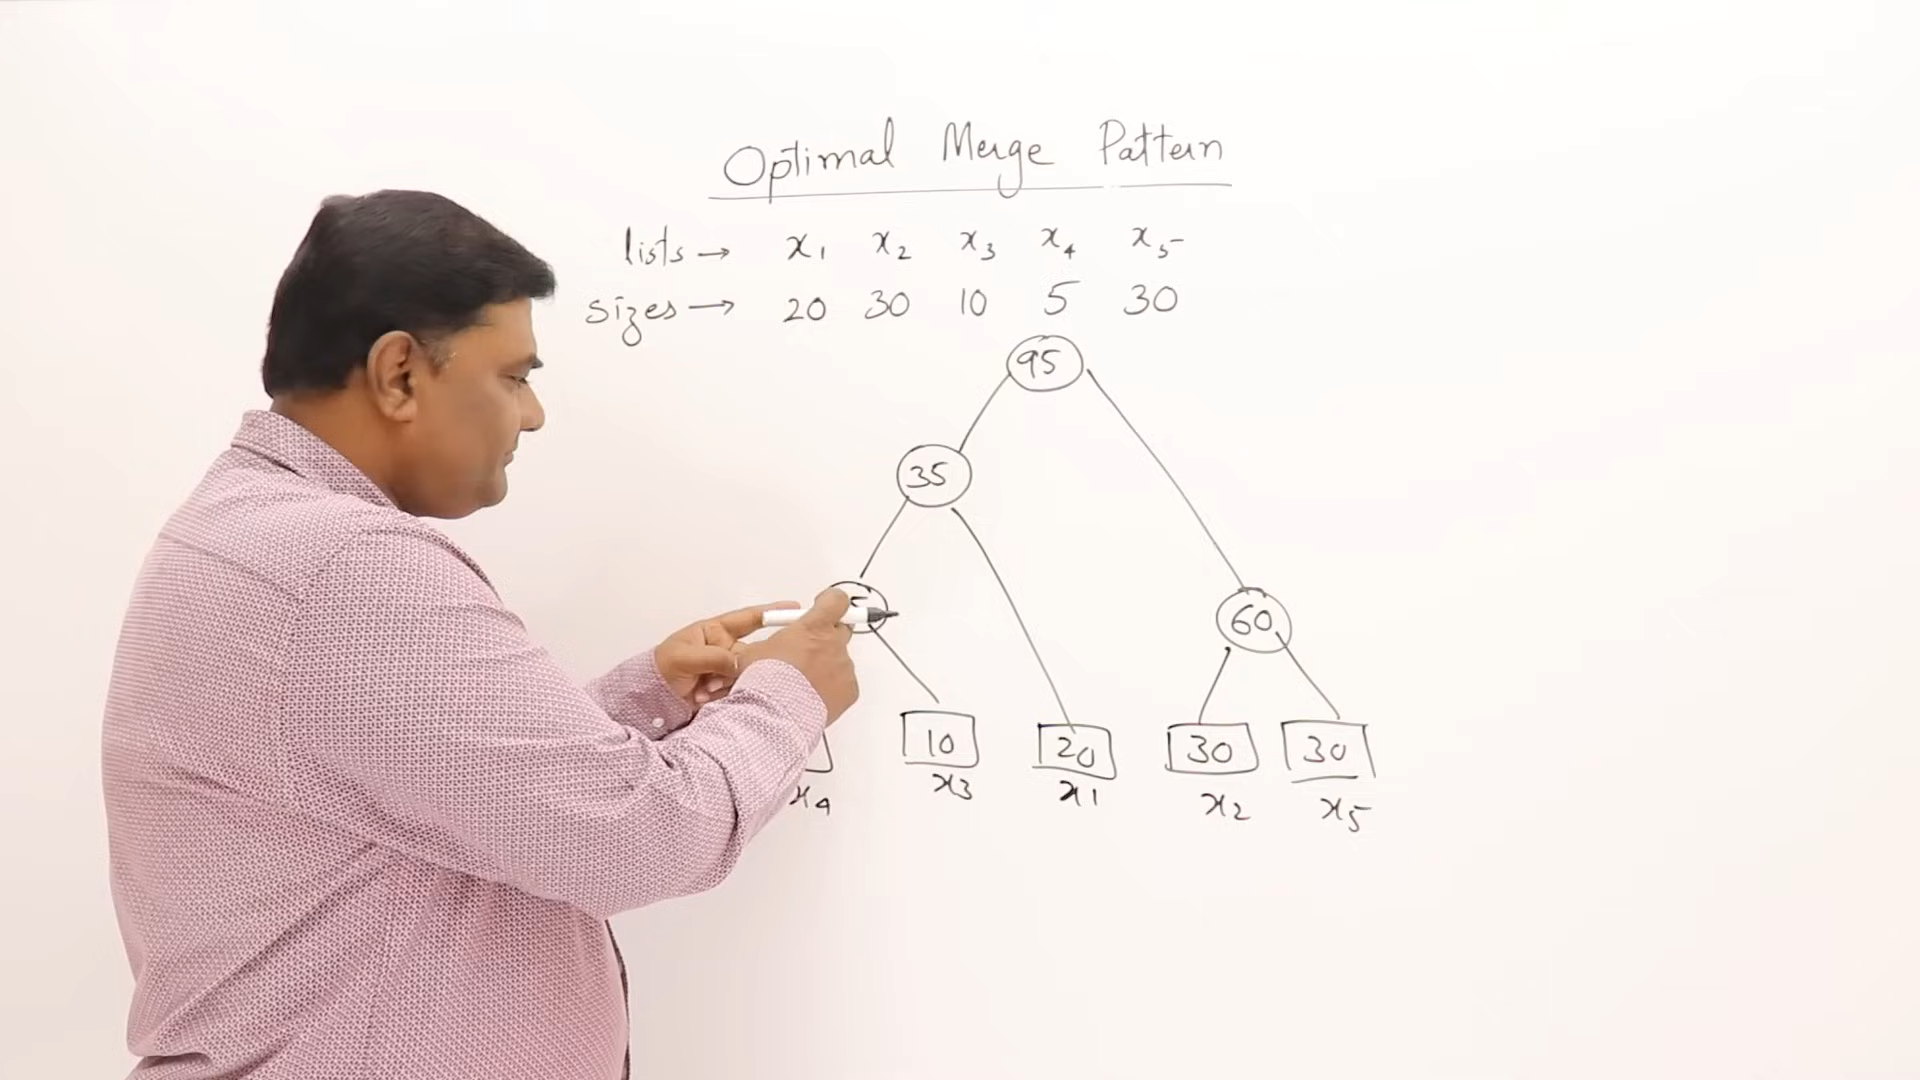 Optimal Merge Pattern
lists → x₁ x₂ x₃ x₄ x₅
sizes → 20 30 10 5 30
95
35
60
10 20 30 30
x₄ x₃ x₁ x₂ x₅